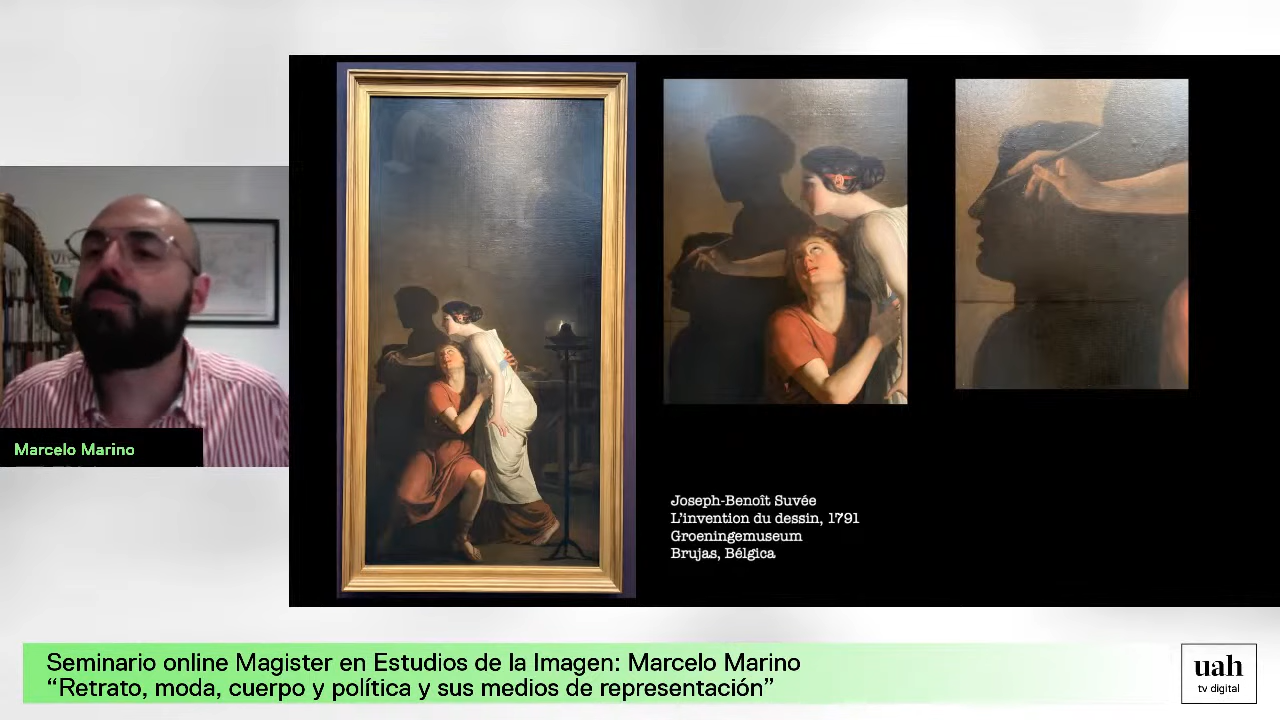 Marcelo Marino
Joseph-Benoît Suvée
L'invention du dessin, 1791
Groeningemuseum
Brujas, Bélgica
Seminario online Magister en Estudios de la Imagen: Marcelo Marino
“Retrato, moda, cuerpo y política y sus medios de representación”
uah
tv digital